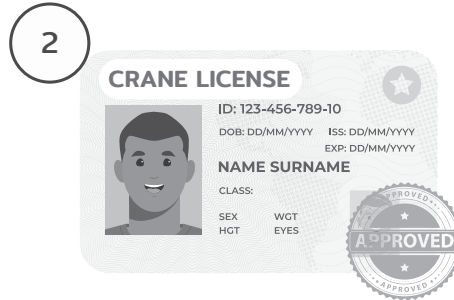 2
CRANE LICENSE
ID: 123-456-789-10
DOB: DD/MM/YYYY ISS: DD/MM/YYYY
EXP: DD/MM/YYYY
NAME SURNAME
CLASS:
SEX WGT
HGT EYES
APPROVED
APPROVED
APPROVED